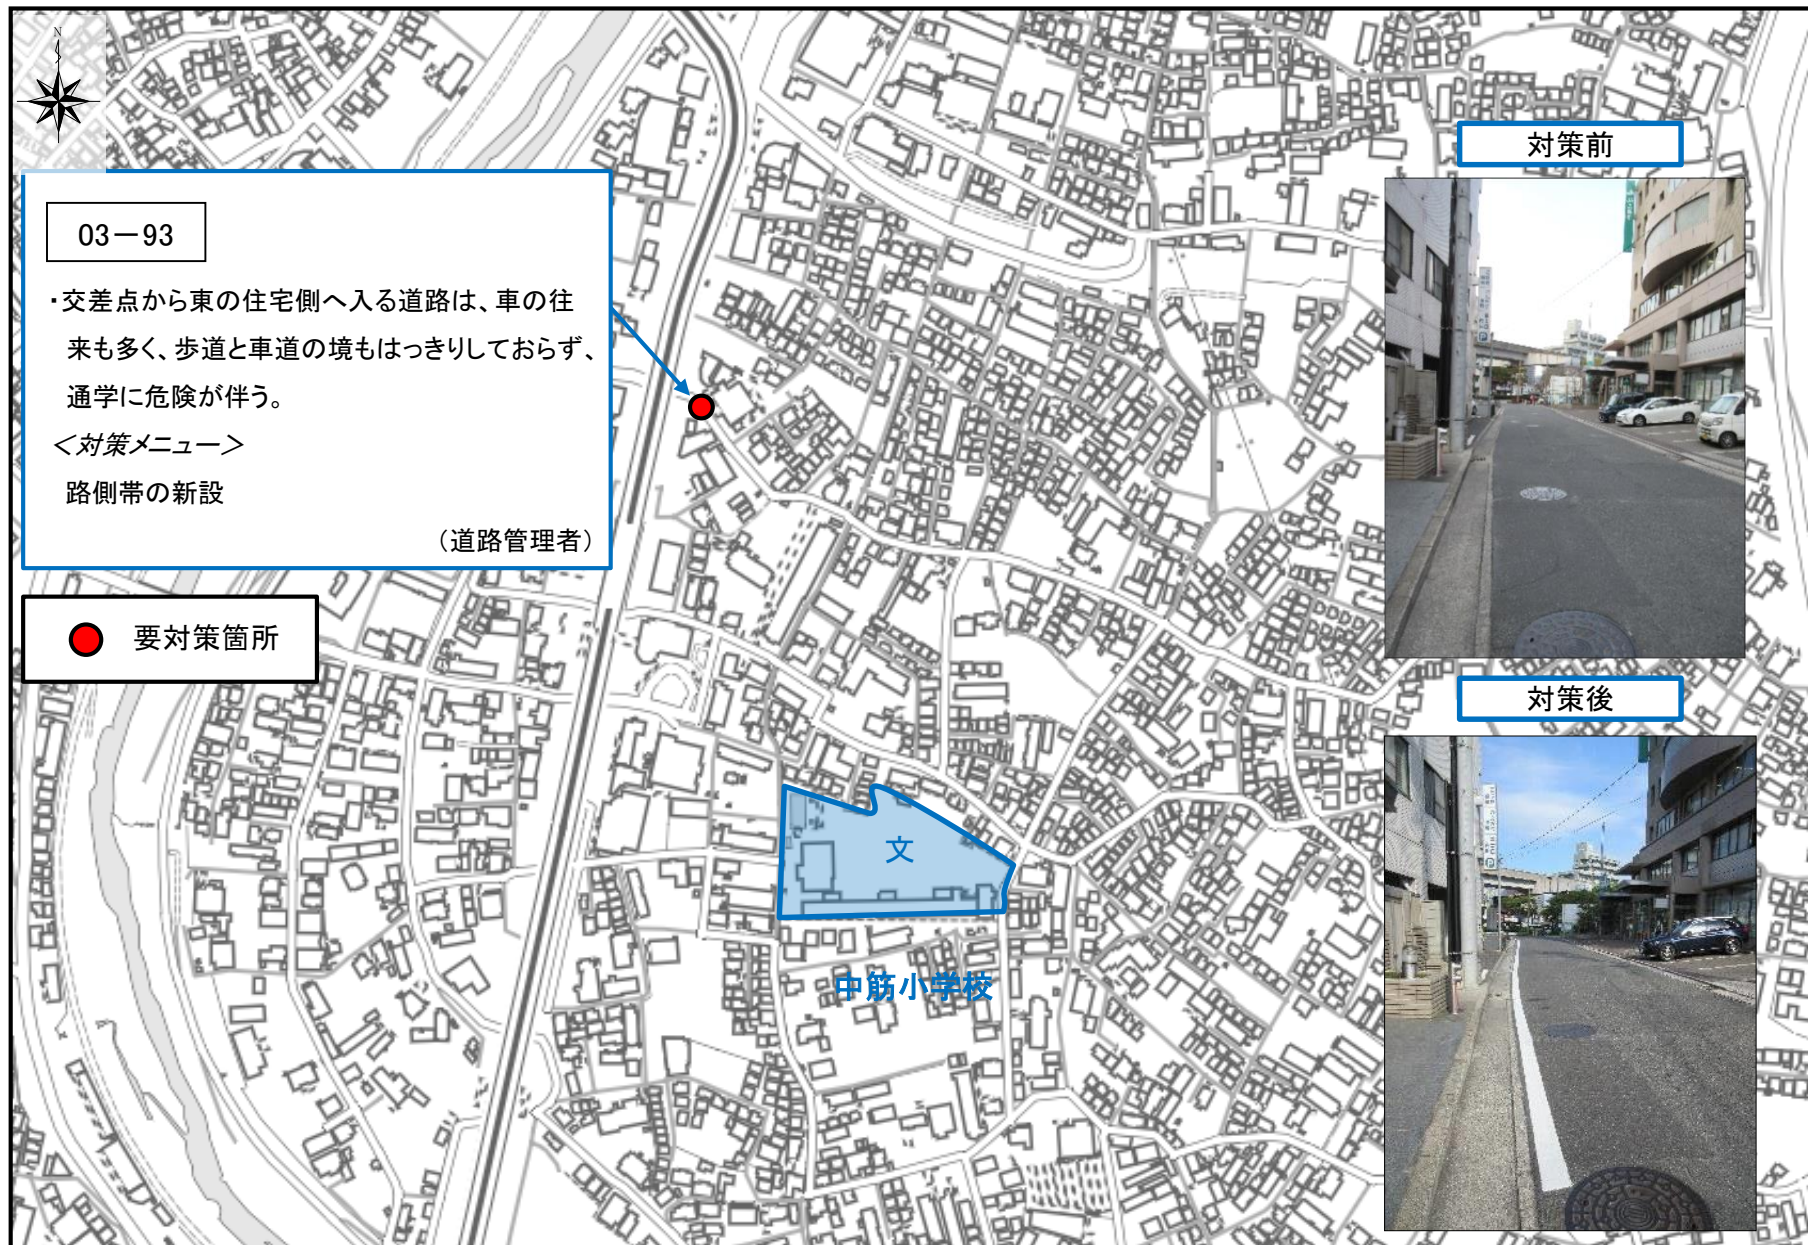 N
03－93
・交差点から東の住宅側へ入る道路は、車の往
来も多く、歩道と車道の境もはっきりしておらず、
通学に危険が伴う。
＜対策メニュー＞
路側帯の新設
（道路管理者）
要対策箇所
対策前
対策後
文
中筋小学校